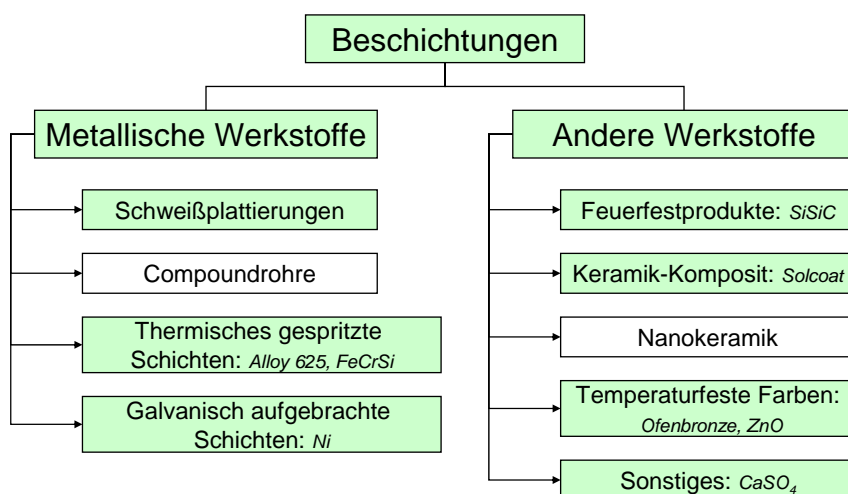 Beschichtungen
Metallische Werkstoffe
Schweißplattierungen
Compoundrohre
Thermisches gespritzte
Schichten: Alloy 625, FeCrSi
Galvanisch aufgebrachte
Schichten: Ni
Andere Werkstoffe
Feuerfestprodukte: SiSiC
Keramik-Komposit: Solcoat
Nanokeramik
Temperaturfeste Farben:
Ofenbronze, ZnO
Sonstiges: CaSO₄